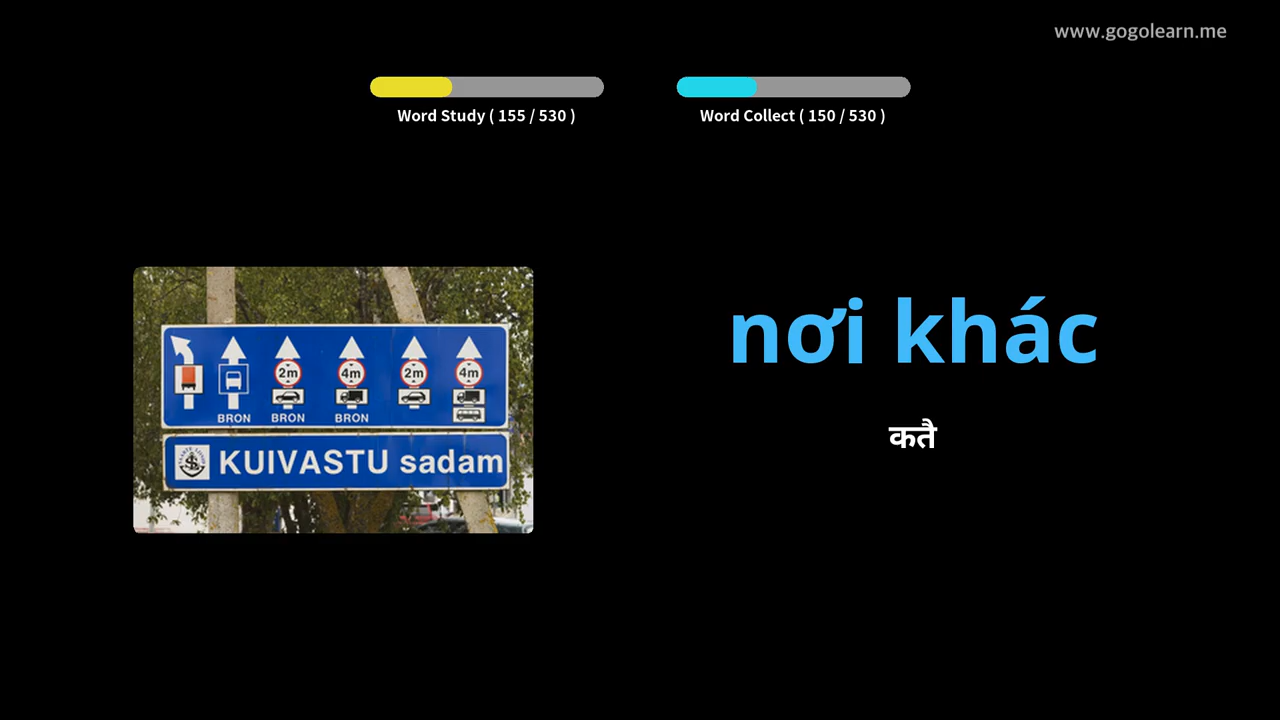 www.gogolearn.me
Word Study ( 155 / 530 )
Word Collect ( 150 / 530 )
2m 4m 2m 4m
BRON BRON BRON
KUIVASTU sadam
nơi khác
कतै